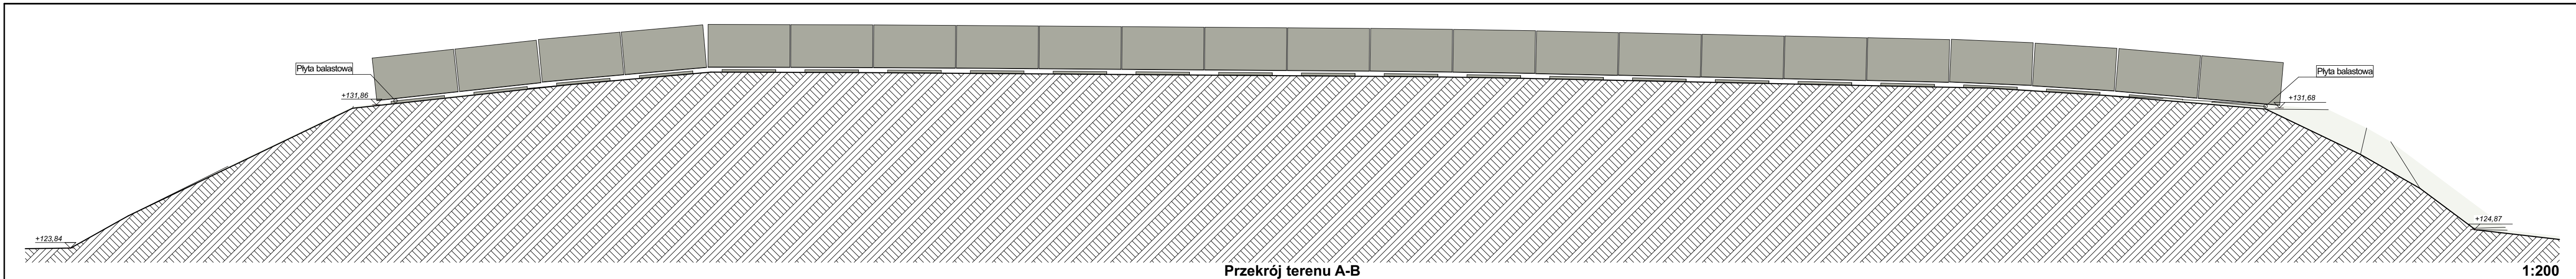 Płyta balastowa
Płyta balastowa
+131,86
+131,68
+124,87
+123,84
Przekrój terenu A-B
1:200